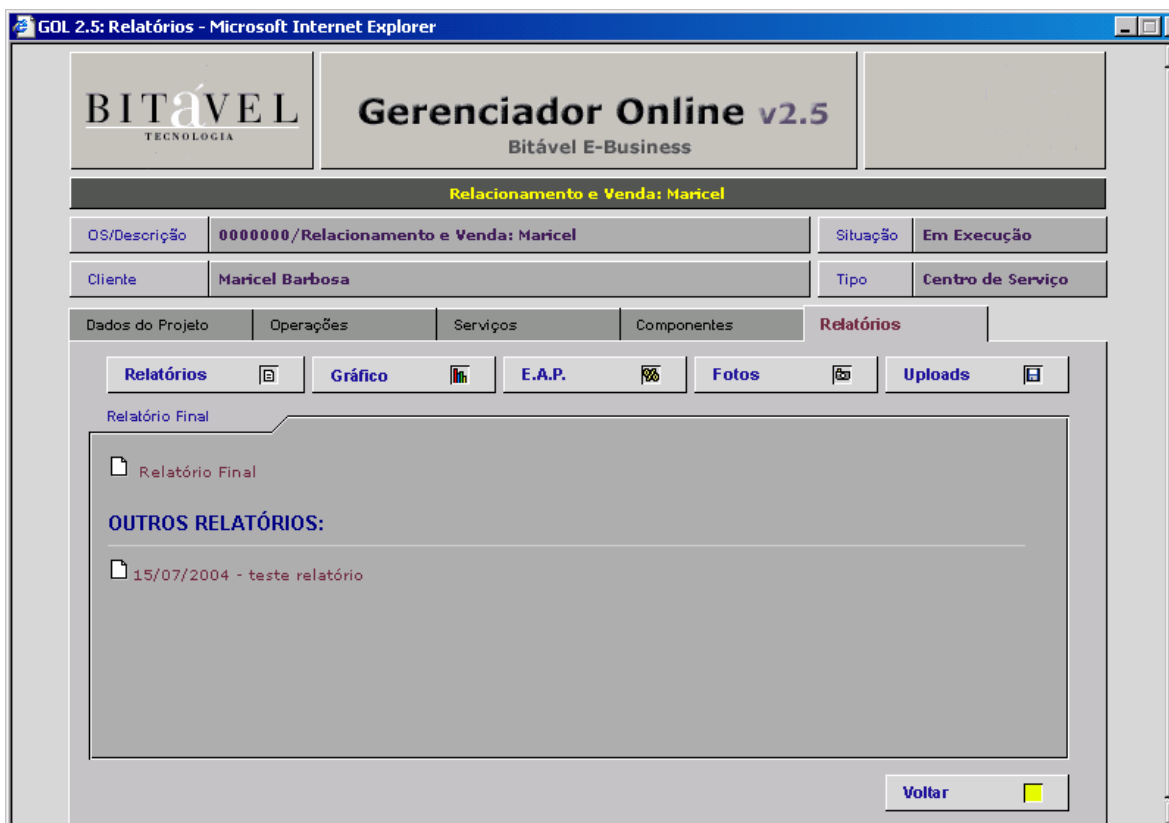 GOL 2.5: Relatórios - Microsoft Internet Explorer
BITáVEL
TECNOLOGIA
Gerenciador Online v2.5
Bitável E-Business
Relacionamento e Venda: Maricel
OS/Descrição 0000000/Relacionamento e Venda: Maricel Situação Em Execução
Cliente Maricel Barbosa Tipo Centro de Serviço
Dados do Projeto Operações Serviços Componentes Relatórios
Relatórios Gráfico E.A.P. Fotos Uploads
Relatório Final
Relatório Final
OUTROS RELATÓRIOS:
15/07/2004 - teste relatório
Voltar